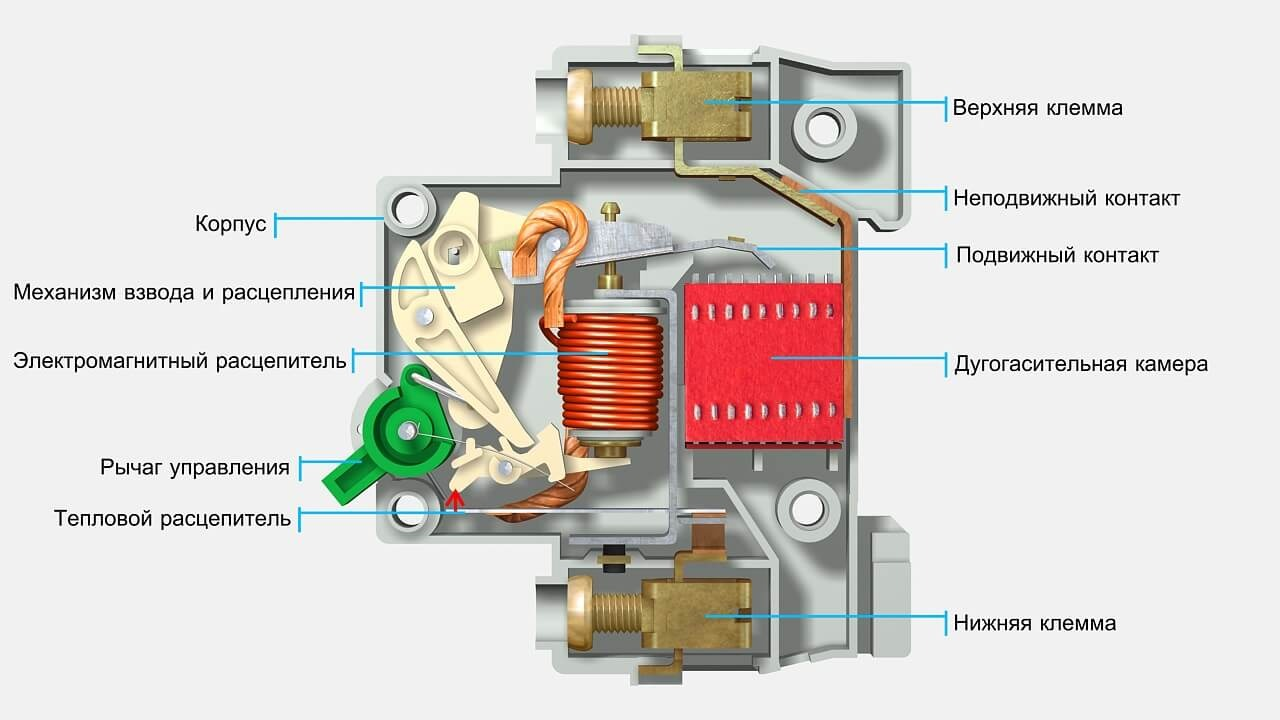 Верхняя клемма
Неподвижный контакт
Корпус
Подвижный контакт
Механизм взвода и расцепления
Электромагнитный расцепитель
Дугогасительная камера
Рычаг управления
Тепловой расцепитель
Нижняя клемма